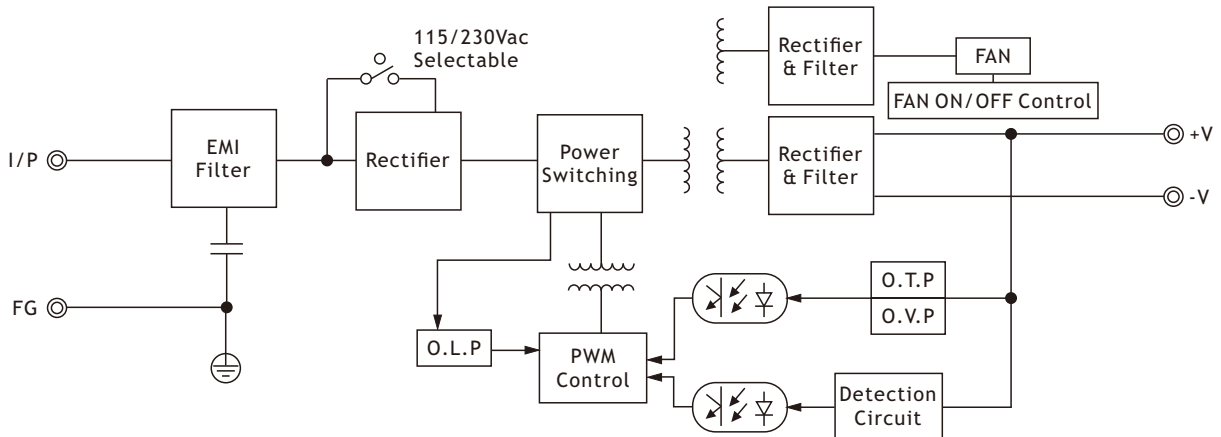 115/230Vac
Selectable
Rectifier
& Filter
FAN
FAN ON/OFF Control
I/P
EMI
Filter
Rectifier
Power
Switching
Rectifier
& Filter
+V
-V
FG
O.L.P
PWM
Control
O.T.P
O.V.P
Detection
Circuit